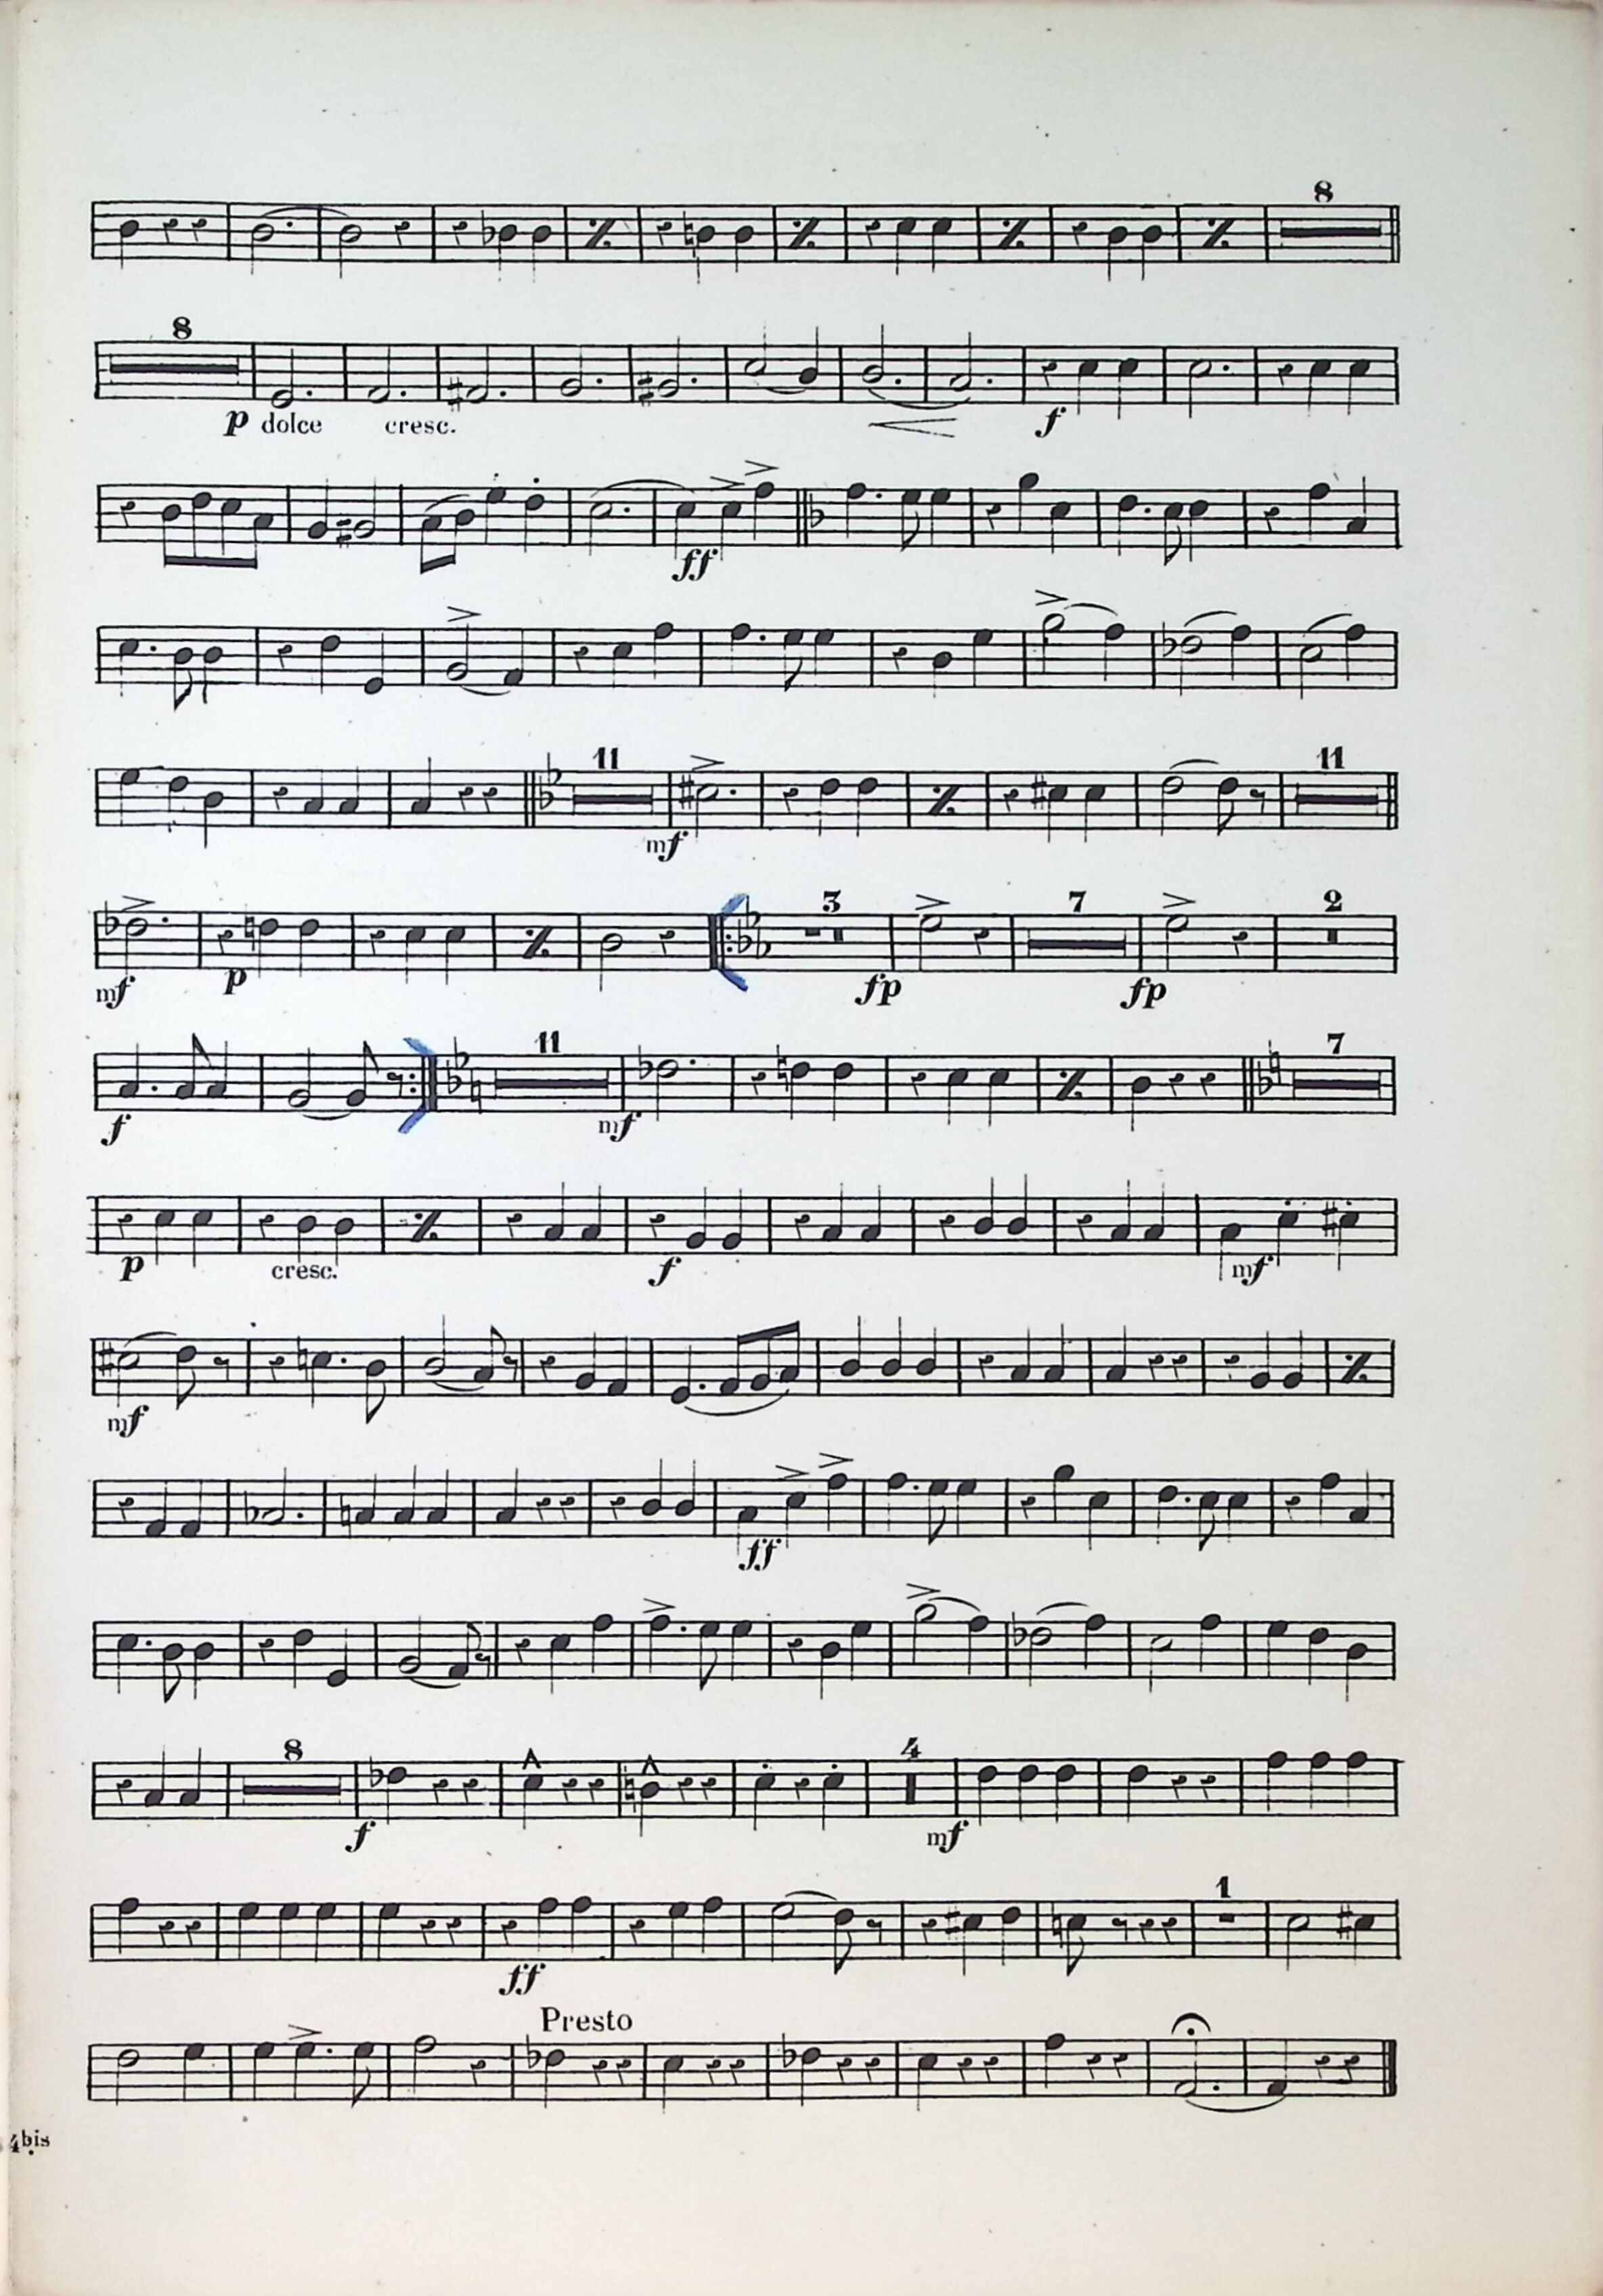 8
8
p dolce cresc. f
ff
11 11
mf
3 7 2
mf p fp fp
11 7
f mf
p cresc. f mf
mf
ff
8 4
f mf
1
ff
Presto
4bis